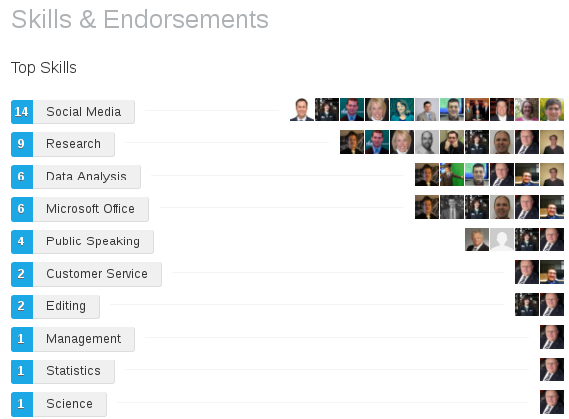 Skills & Endorsements
Top Skills
14 Social Media
9 Research
6 Data Analysis
6 Microsoft Office
4 Public Speaking
2 Customer Service
2 Editing
1 Management
1 Statistics
1 Science